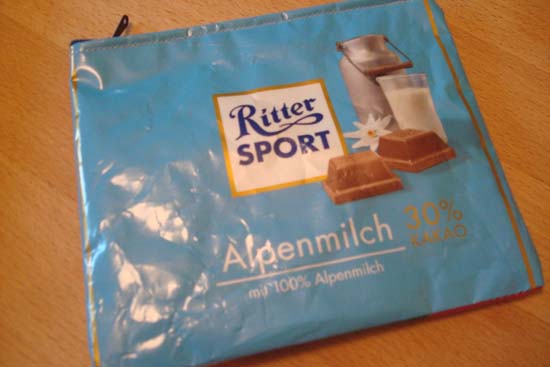 Ritter
SPORT
Alpenmilch
30%
KAKAO
mit 100% Alpenmilch